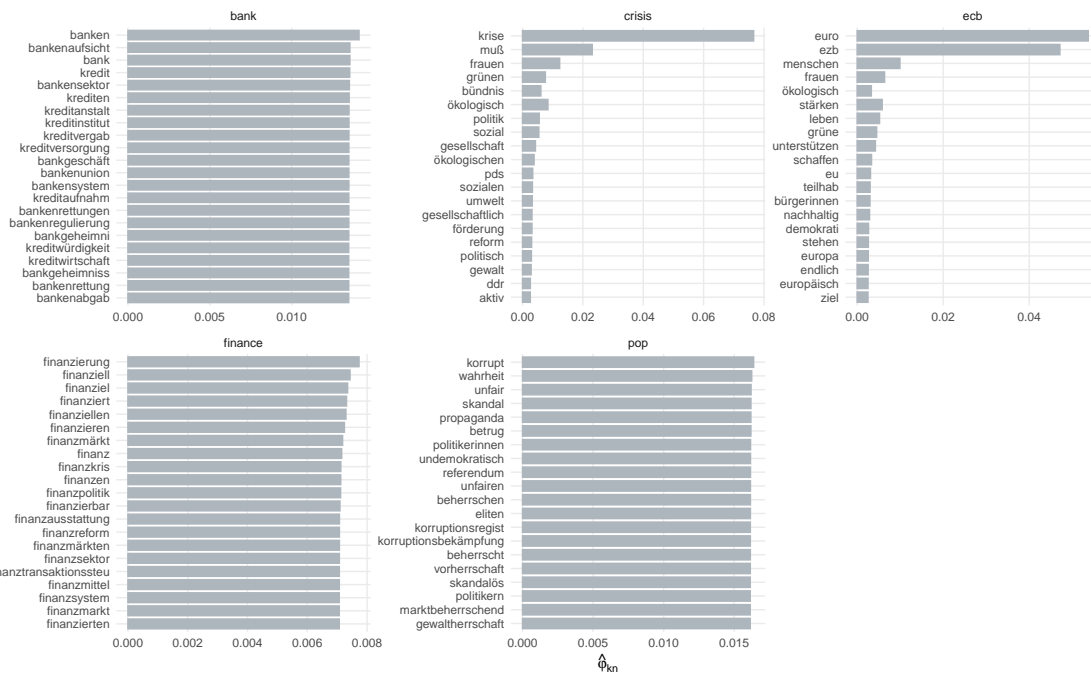 bank
banken
bankenaufsicht
bank
kredit
bankensektor
krediten
kreditanstalt
kreditinstitut
kreditvergab
kreditversorgung
bankgeschäft
bankenunion
bankensystem
kreditaufnahm
bankenrettungen
bankenregulierung
bankgeheimni
kreditwürdigkeit
kreditwirtschaft
bankgeheimniss
bankenrettung
bankenabgab
0.000 0.005 0.010
crisis
krise
muß
frauen
grünen
bündnis
ökologisch
politik
sozial
gesellschaft
ökologischen
pds
sozialen
umwelt
gesellschaftlich
förderung
reform
politisch
gewalt
ddr
aktiv
0.00 0.02 0.04 0.06 0.08
ecb
euro
ezb
menschen
frauen
ökologisch
stärken
leben
grüne
unterstützen
schaffen
eu
teilhab
bürgerinnen
nachhaltig
demokrati
stehen
europa
endlich
europäisch
ziel
0.00 0.02 0.04
finance
finanzierung
finanziell
finanziel
finanziert
finanziellen
finanzieren
finanzmärkt
finanz
finanzkris
finanzen
finanzpolitik
finanzierbar
finanzausstattung
finanzreform
finanzmärkten
finanzsektor
nanztransaktionssteu
finanzmittel
finanzsystem
finanzmarkt
finanzierten
0.000 0.002 0.004 0.006 0.008
pop
korrupt
wahrheit
unfair
skandal
propaganda
betrug
politikerinnen
undemokratisch
referendum
unfairen
beherrschen
eliten
korruptionsregist
korruptionsbekämpfung
beherrscht
vorherrschaft
skandalös
politikern
marktbeherrschend
gewaltherrschaft
0.000 0.005 0.010 0.015
φ̂kn